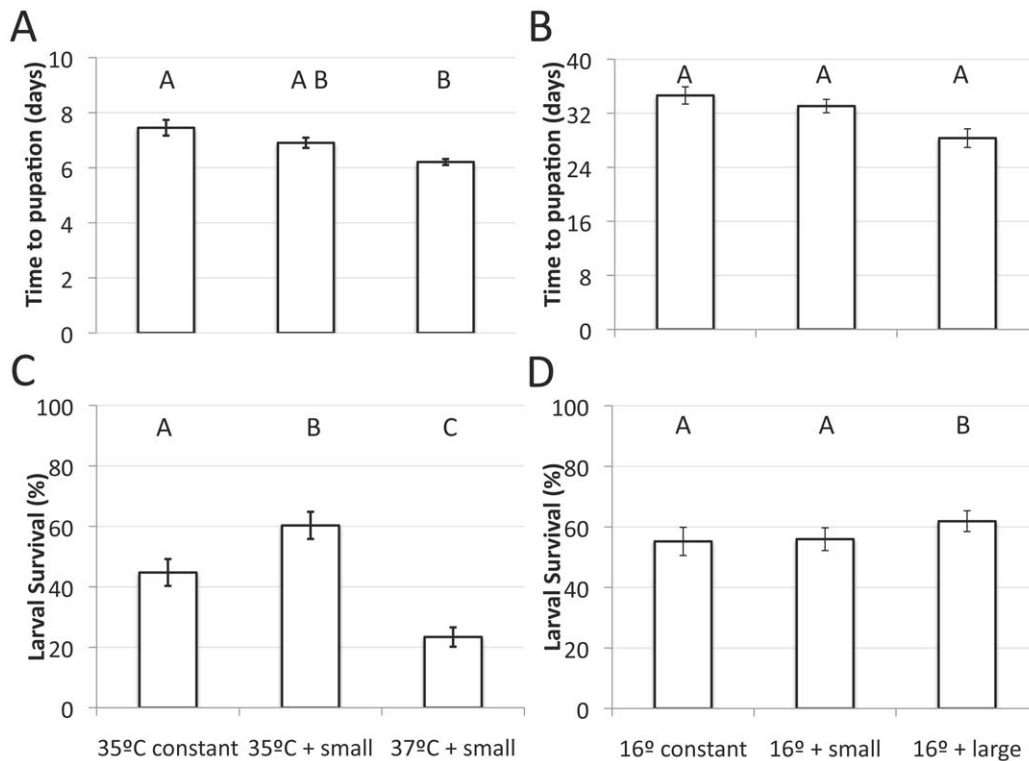 A
Time to pupation (days)
10
8
6
4
2
0
A
A B
B
B
Time to pupation (days)
40
32
24
16
8
0
A
A
A
C
Larval Survival (%)
100
80
60
40
20
0
A
B
C
35ºC constant
35ºC + small
37ºC + small
D
Larval Survival (%)
100
80
60
40
20
0
A
A
B
16º constant
16º + small
16º + large